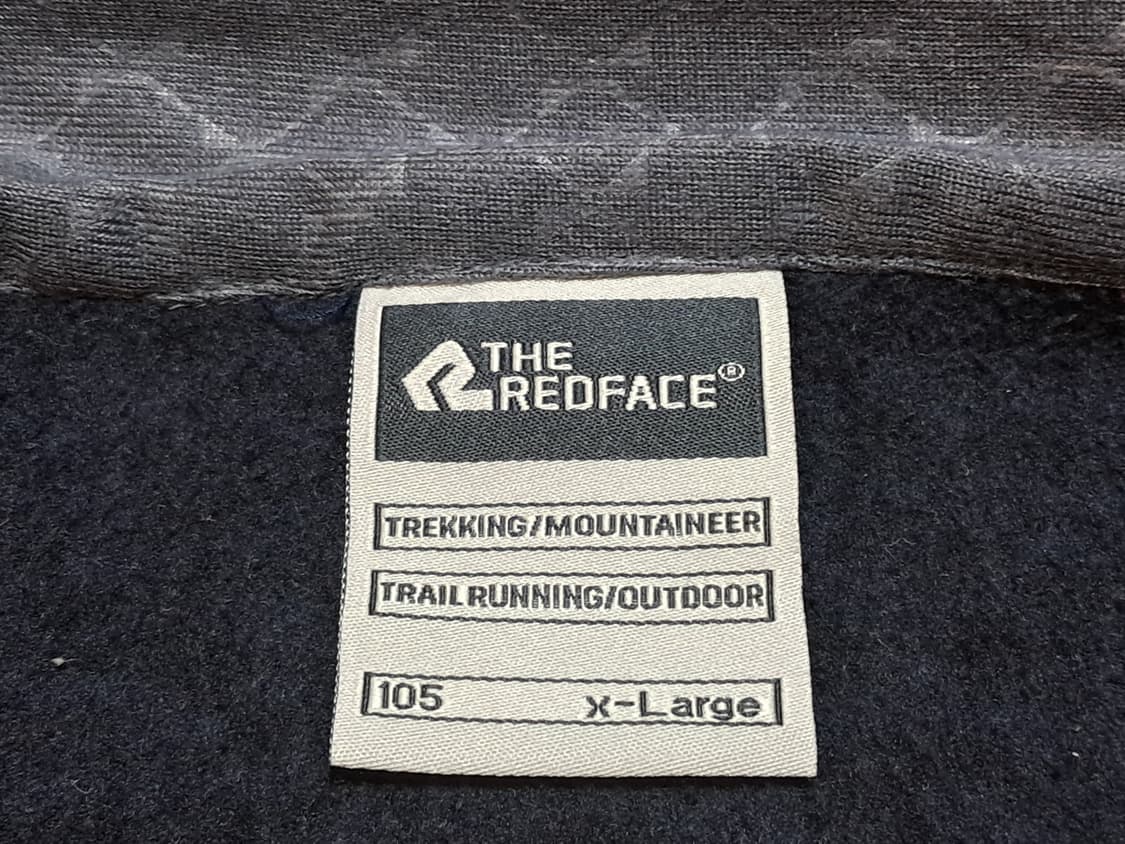 THE
REDFACE®
TREKKING/MOUNTAINEER
TRAILRUNNING/OUTDOOR
105 x-Large